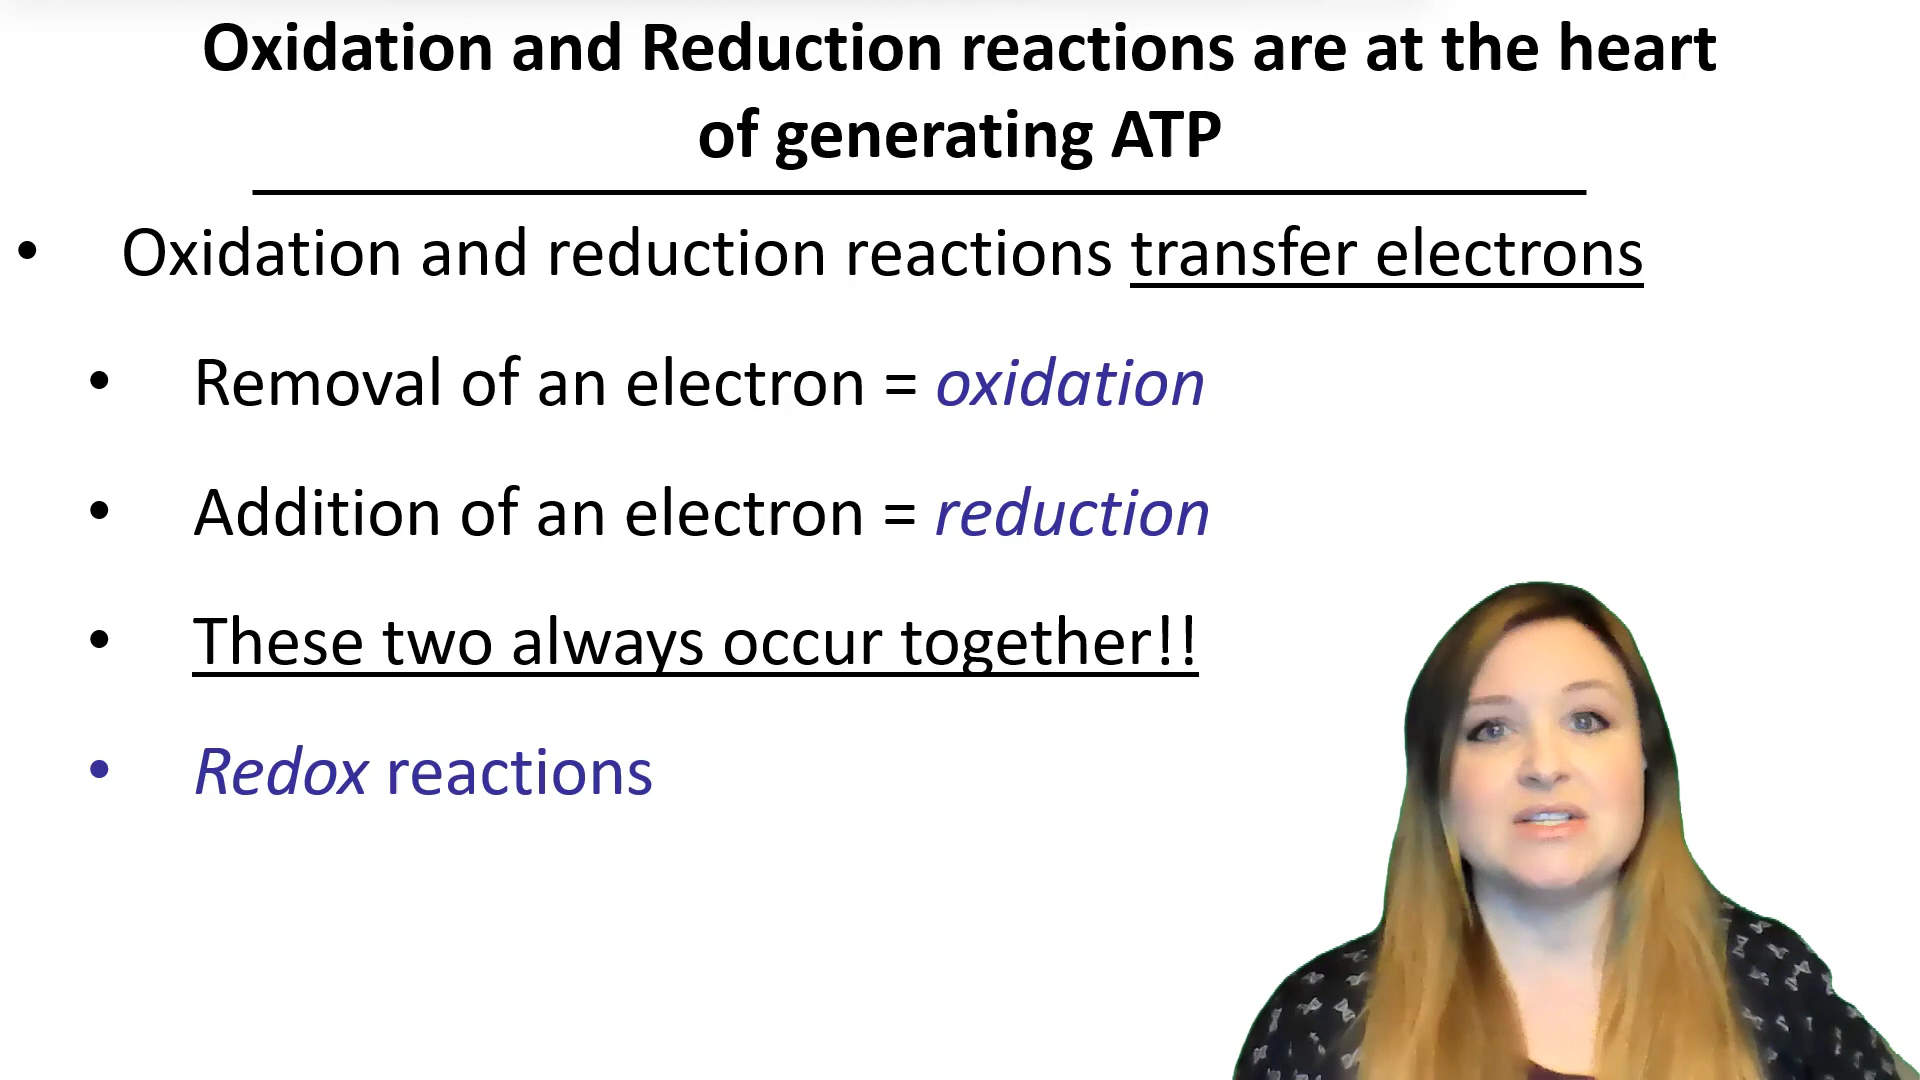 Oxidation and Reduction reactions are at the heart
of generating ATP
• Oxidation and reduction reactions transfer electrons
• Removal of an electron = oxidation
• Addition of an electron = reduction
• These two always occur together!!
• Redox reactions